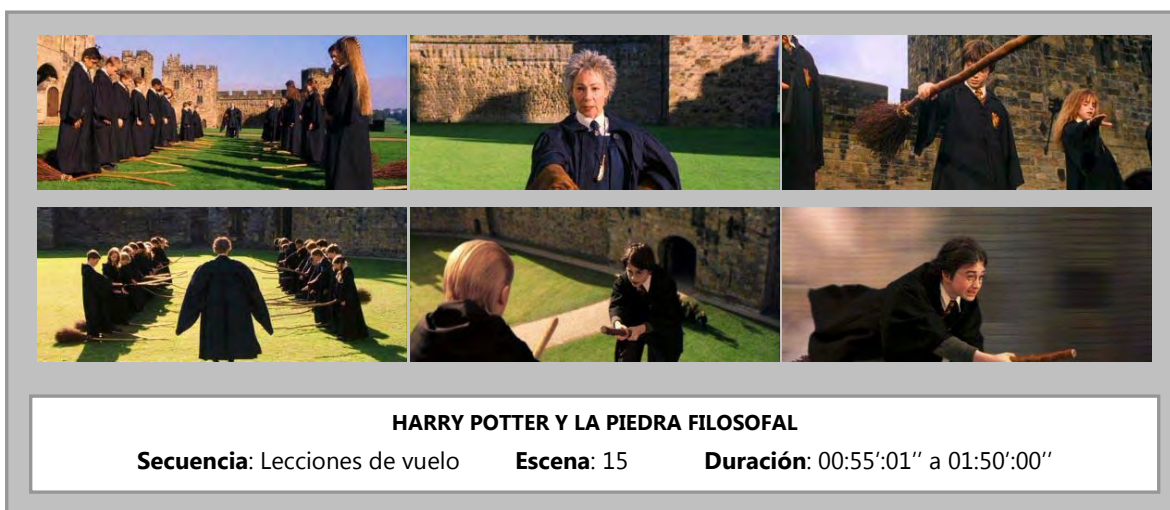 HARRY POTTER Y LA PIEDRA FILOSOFAL
Secuencia: Lecciones de vuelo Escena: 15 Duración: 00:55’:01’’ a 01:50’:00’’